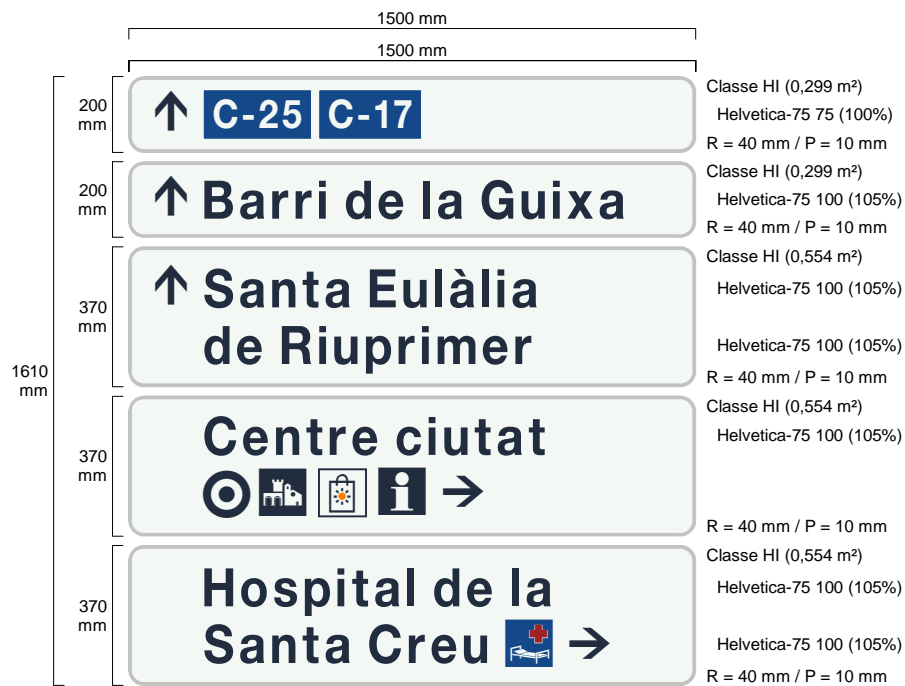 1500 mm
1500 mm
1610 mm
200 mm
C-25 C-17
Classe HI (0,299 m²)
Helvetica-75 75 (100%)
R = 40 mm / P = 10 mm
200 mm
Barri de la Guixa
Classe HI (0,299 m²)
Helvetica-75 100 (105%)
R = 40 mm / P = 10 mm
370 mm
Santa Eulàlia
de Riuprimer
Classe HI (0,554 m²)
Helvetica-75 100 (105%)
Helvetica-75 100 (105%)
R = 40 mm / P = 10 mm
370 mm
Centre ciutat
i
Classe HI (0,554 m²)
Helvetica-75 100 (105%)
R = 40 mm / P = 10 mm
370 mm
Hospital de la
Santa Creu
Classe HI (0,554 m²)
Helvetica-75 100 (105%)
Helvetica-75 100 (105%)
R = 40 mm / P = 10 mm